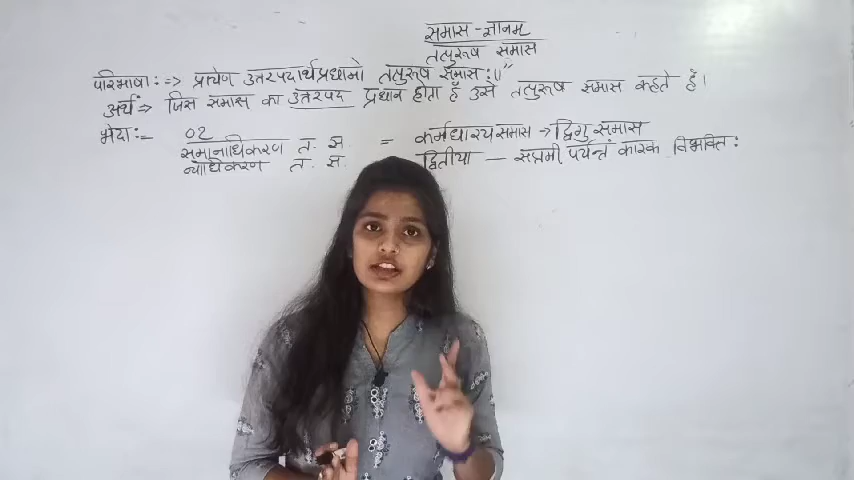 समास - ज्ञानम्
तत्पुरूष समास
परिभाषा: => प्रायेण उत्तरपदार्थप्रधानो तत्पुरूष समास:॥"
अर्थ => जिस समास का उत्तरपद प्रधान होता हैं उसे तत्पुरूष समास कहते हैं।
भेदा: = 02
समानाधिकरण त. स. = कर्मधारयसमास → द्विगु समास
व्याधिकरण त. स. द्वितीया — सप्तमी पर्यन्तं कारक विभक्ति: